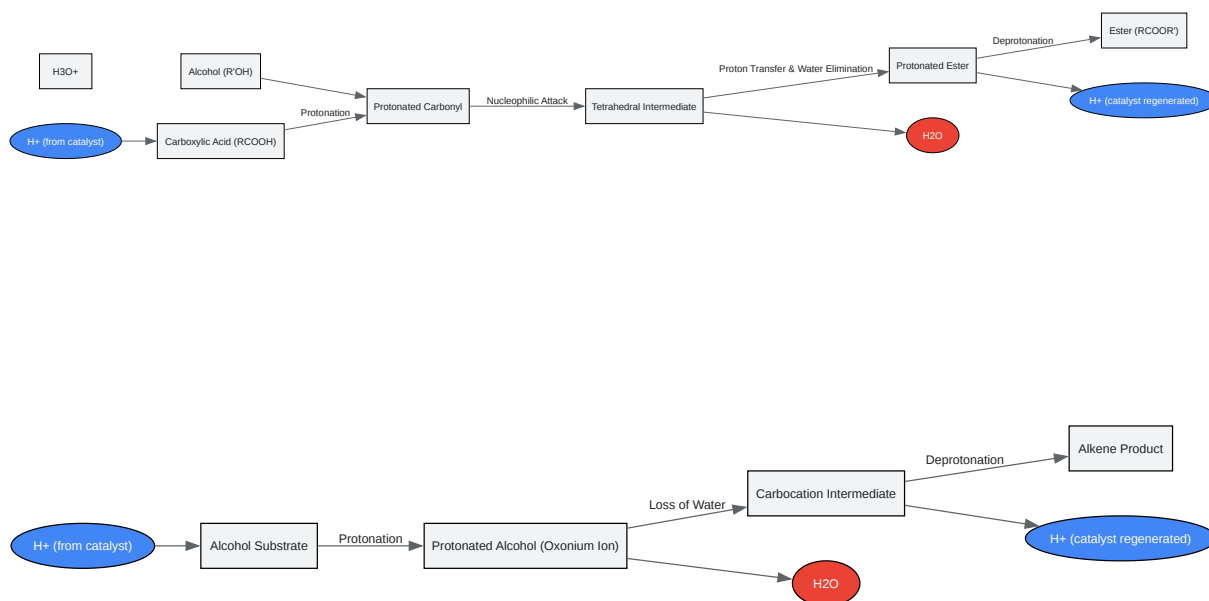 Ester (RCOOR')
Deprotonation
Protonated Ester
H3O+
Alcohol (R'OH)
Proton Transfer & Water Elimination
H+ (catalyst regenerated)
Protonated Carbonyl
Nucleophilic Attack
Tetrahedral Intermediate
Protonation
H2O
H+ (from catalyst)
Carboxylic Acid (RCOOH)
Alkene Product
Deprotonation
Carbocation Intermediate
Loss of Water
H+ (catalyst regenerated)
Protonation
H+ (from catalyst)
Alcohol Substrate
Protonated Alcohol (Oxonium Ion)
H2O